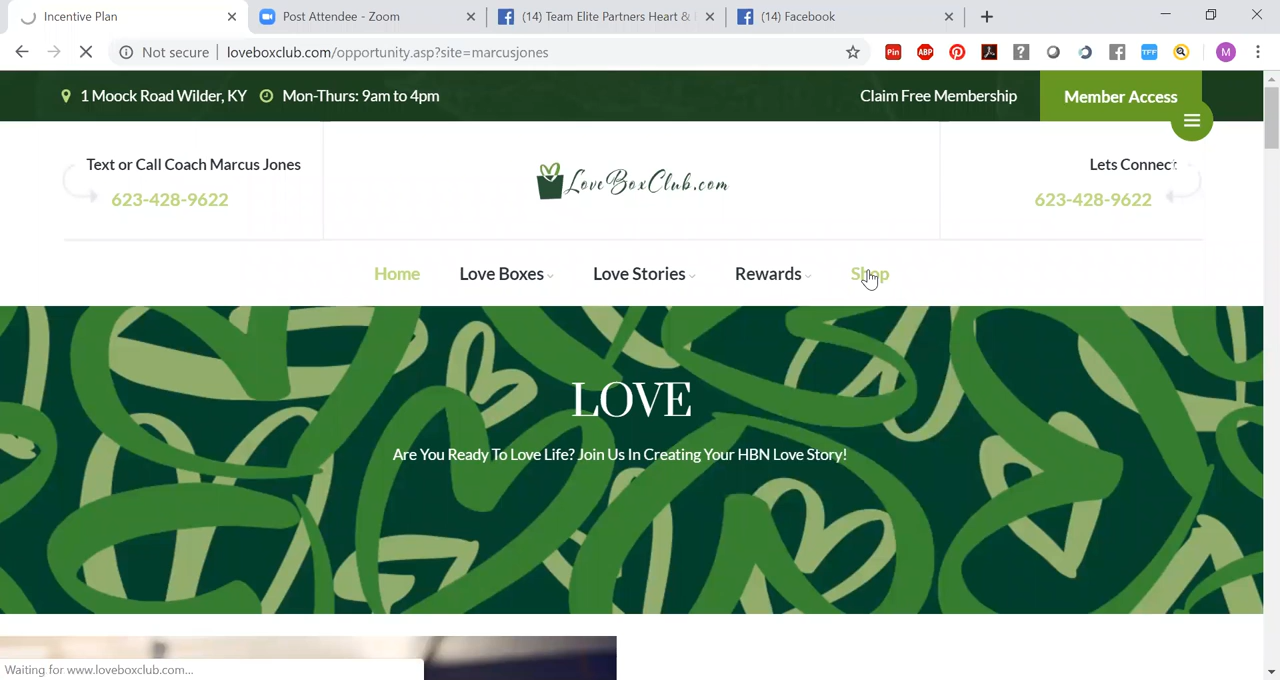 Incentive Plan
Post Attendee - Zoom
(14) Team Elite Partners Heart &
(14) Facebook
Not secure
loveboxclub.com/opportunity.asp?site=marcusjones
Pin
ABP
TFF
M
1 Moock Road Wilder, KY
Mon-Thurs: 9am to 4pm
Claim Free Membership
Member Access
Text or Call Coach Marcus Jones
623-428-9622
LoveBoxClub.com
Lets Connect
623-428-9622
Home
Love Boxes
Love Stories
Rewards
Shop
LOVE
Are You Ready To Love Life? Join Us In Creating Your HBN Love Story!
Waiting for www.loveboxclub.com...